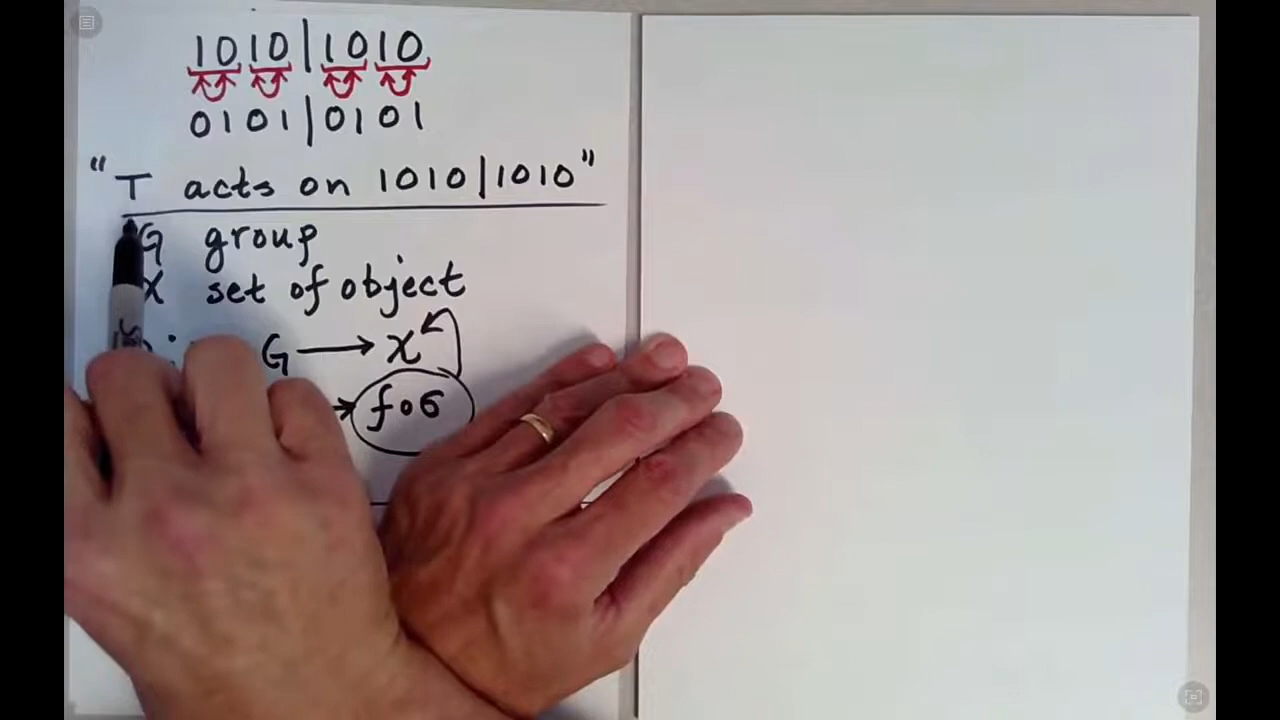 1010|1010
0101|0101
"T acts on 1010|1010"
G group
X set of object
G → X
→ f∘σ